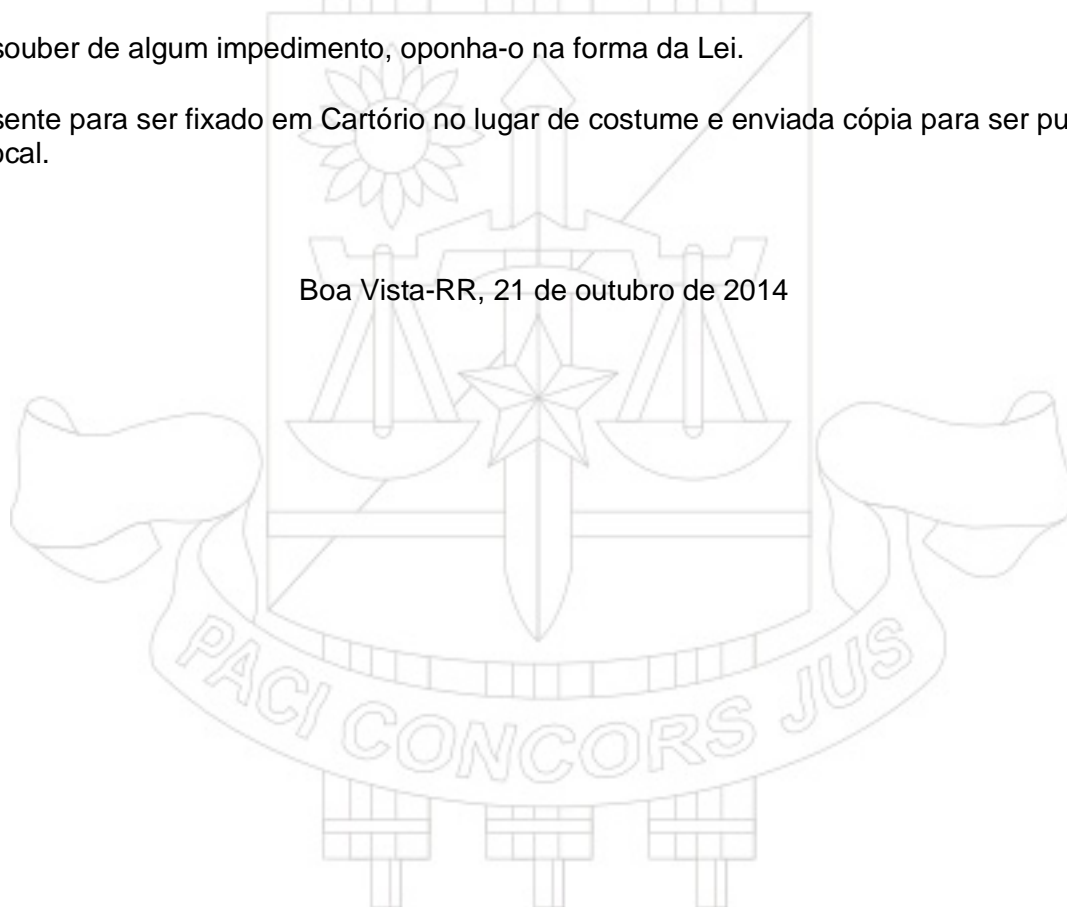 souber de algum impedimento, oponha-o na forma da Lei.
sente para ser fixado em Cartório no lugar de costume e enviada cópia para ser pu
ocal.
Boa Vista-RR, 21 de outubro de 2014
PACI CONCORS JUS